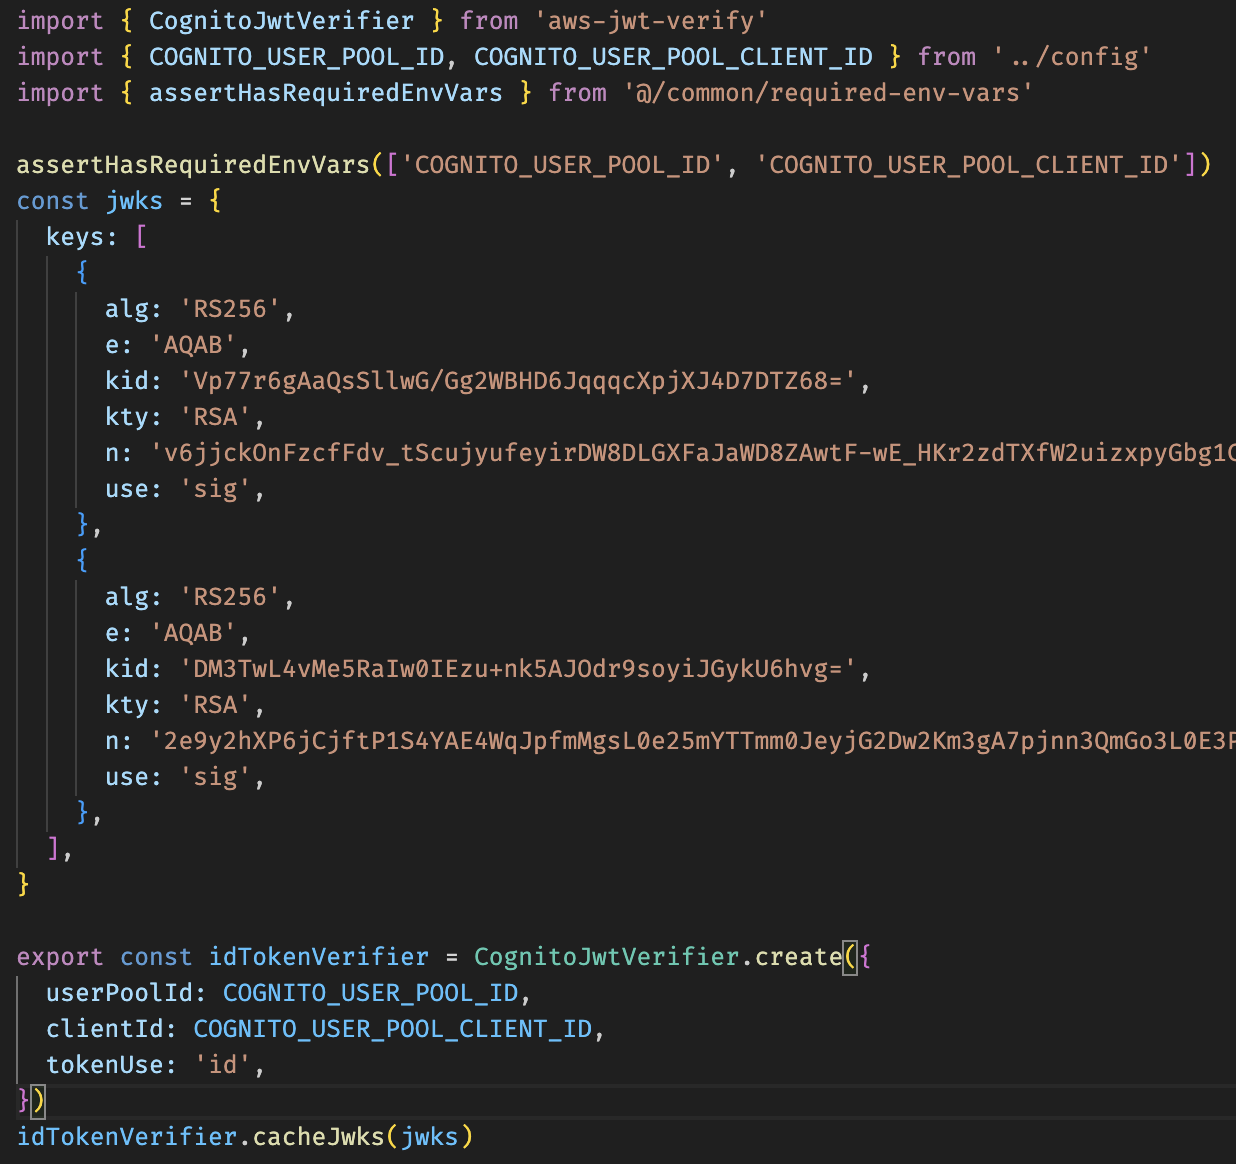 import { CognitoJwtVerifier } from 'aws-jwt-verify'
import { COGNITO_USER_POOL_ID, COGNITO_USER_POOL_CLIENT_ID } from '../config'
import { assertHasRequiredEnvVars } from '@/common/required-env-vars'

assertHasRequiredEnvVars(['COGNITO_USER_POOL_ID', 'COGNITO_USER_POOL_CLIENT_ID'])
const jwks = {
  keys: [
    {
      alg: 'RS256',
      e: 'AQAB',
      kid: 'Vp77r6gAaQsSllwG/Gg2WBHD6JqqqcXpjXJ4D7DTZ68=',
      kty: 'RSA',
      n: 'v6jjckOnFzcfFdv_tScujyufeyirDW8DLGXFaJaWD8ZAwtF-wE_HKr2zdTXfW2uizxpyGbg1C
      use: 'sig',
    },
    {
      alg: 'RS256',
      e: 'AQAB',
      kid: 'DM3TwL4vMe5RaIw0IEzu+nk5AJOdr9soyiJGykU6hvg=',
      kty: 'RSA',
      n: '2e9y2hXP6jCjftP1S4YAE4WqJpfmMgsL0e25mYTTmm0JeyjG2Dw2Km3gA7pjnn3QmGo3L0E3P
      use: 'sig',
    },
  ],
}

export const idTokenVerifier = CognitoJwtVerifier.create({
  userPoolId: COGNITO_USER_POOL_ID,
  clientId: COGNITO_USER_POOL_CLIENT_ID,
  tokenUse: 'id',
})
idTokenVerifier.cacheJwks(jwks)